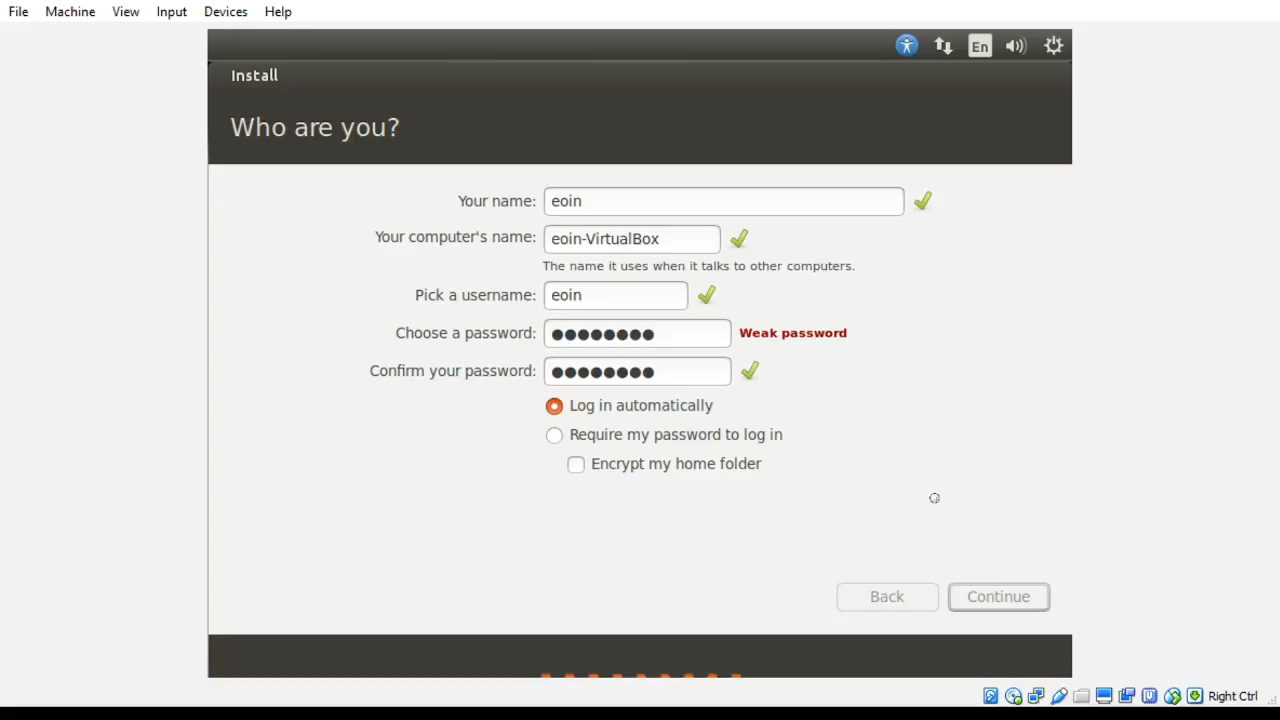 File Machine View Input Devices Help
En
Install
Who are you?
Your name: eoin
Your computer's name: eoin-VirtualBox
The name it uses when it talks to other computers.
Pick a username: eoin
Choose a password: ●●●●●●●● Weak password
Confirm your password: ●●●●●●●●
Log in automatically
Require my password to log in
Encrypt my home folder
Back Continue
Right Ctrl